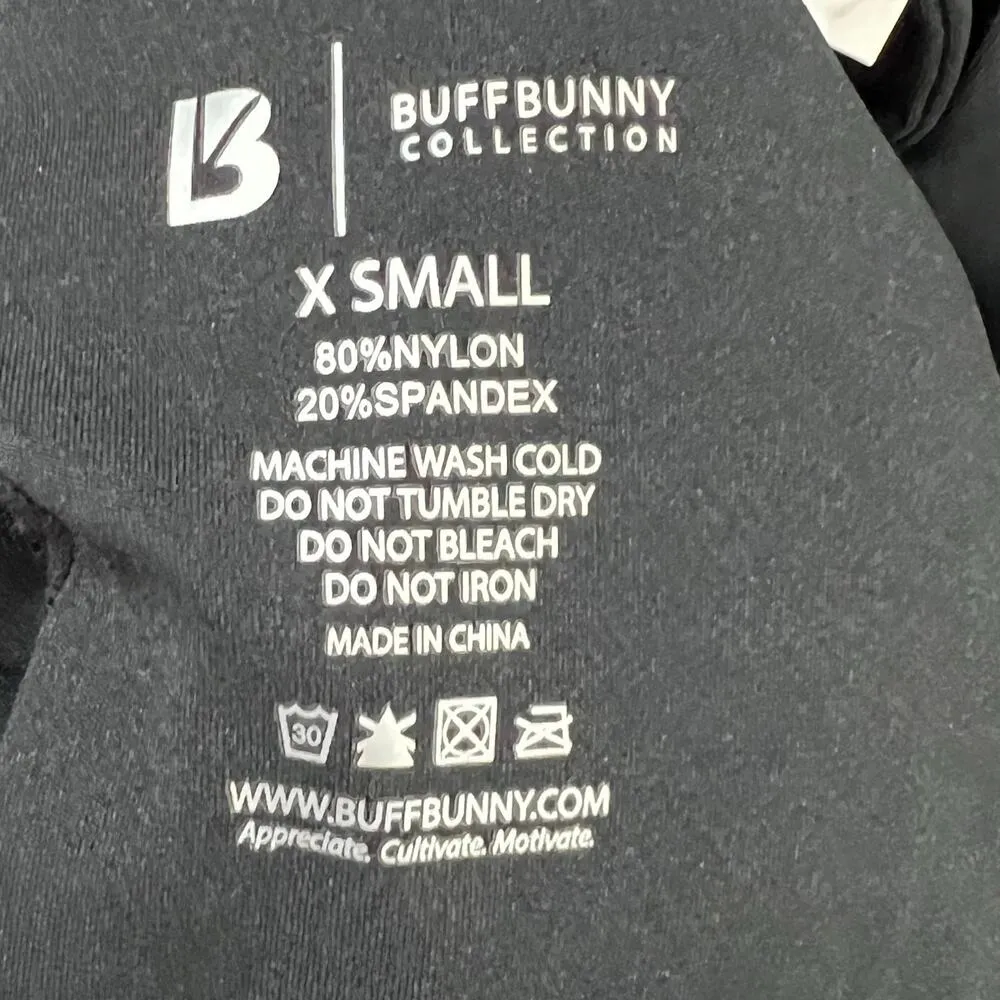 B
BUFFBUNNY
COLLECTION
X SMALL
80%NYLON
20%SPANDEX
MACHINE WASH COLD
DO NOT TUMBLE DRY
DO NOT BLEACH
DO NOT IRON
MADE IN CHINA
30
WWW.BUFFBUNNY.COM
Appreciate. Cultivate. Motivate.